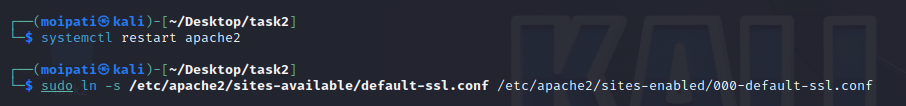 ┌──(moipati㉿kali)-[~/Desktop/task2]
└─$ systemctl restart apache2
┌──(moipati㉿kali)-[~/Desktop/task2]
└─$ sudo ln -s /etc/apache2/sites-available/default-ssl.conf /etc/apache2/sites-enabled/000-default-ssl.conf
KALI